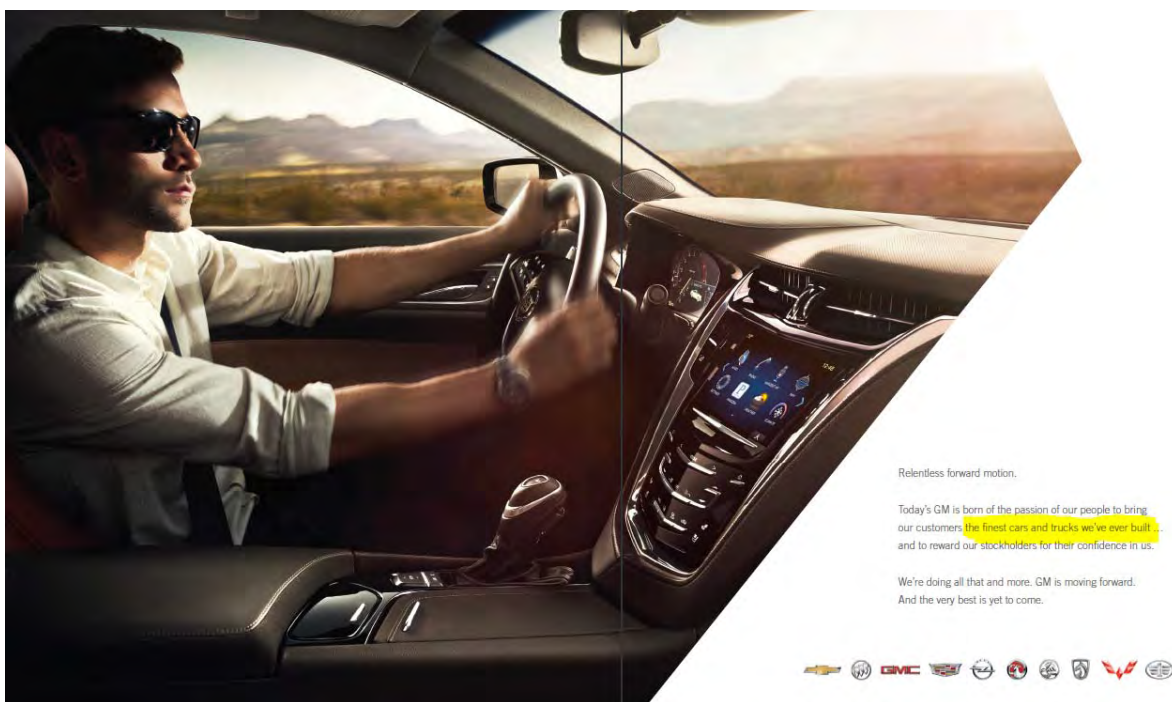 12:48
Relentless forward motion.
Today's GM is born of the passion of our people to bring
our customers the finest cars and trucks we've ever built ...
and to reward our stockholders for their confidence in us.
We're doing all that and more. GM is moving forward.
And the very best is yet to come.
GMC